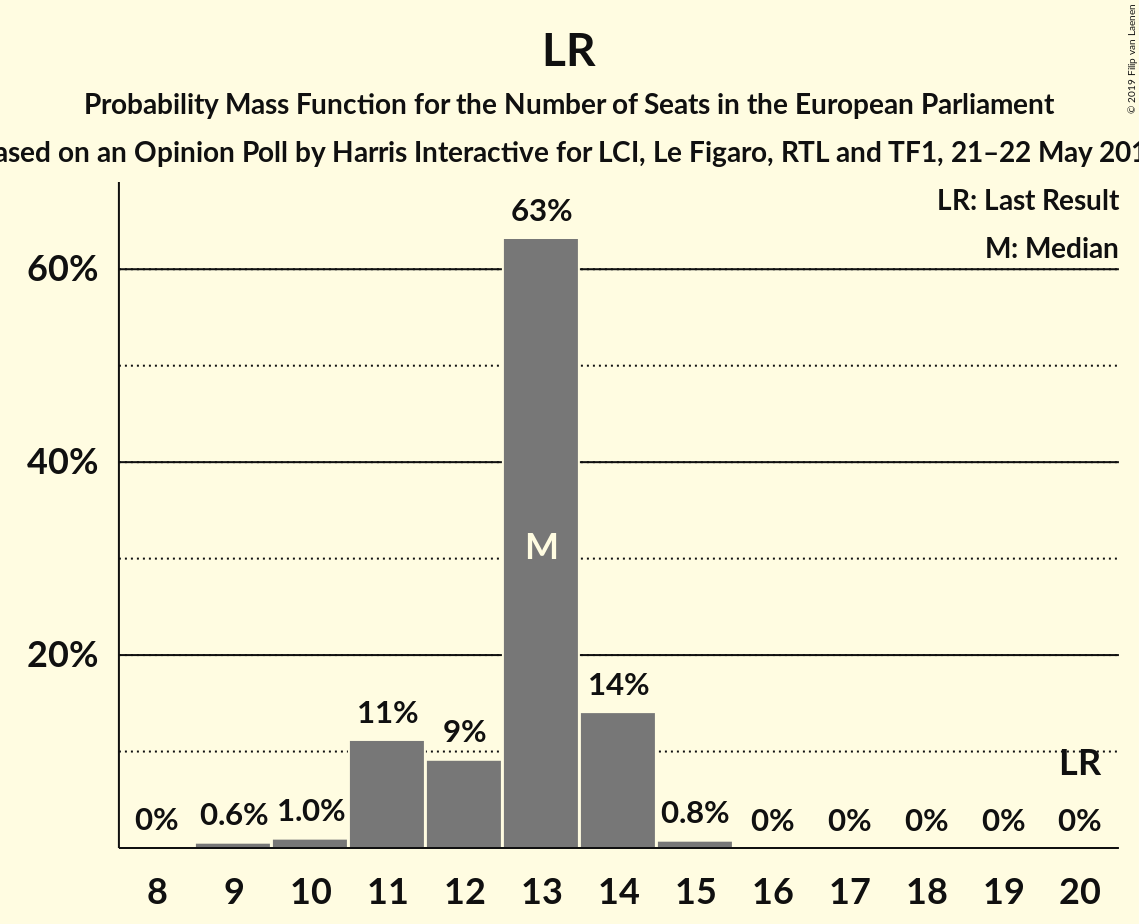 LR
Probability Mass Function for the Number of Seats in the European Parliament
ased on an Opinion Poll by Harris Interactive for LCI, Le Figaro, RTL and TF1, 21–22 May 201
© 2019 Filip van Laenen
LR: Last Result
M: Median
60%
40%
20%
0%
0.6%
1.0%
11%
9%
63%
M
14%
0.8%
0%
0%
0%
0%
LR
0%
8 9 10 11 12 13 14 15 16 17 18 19 20